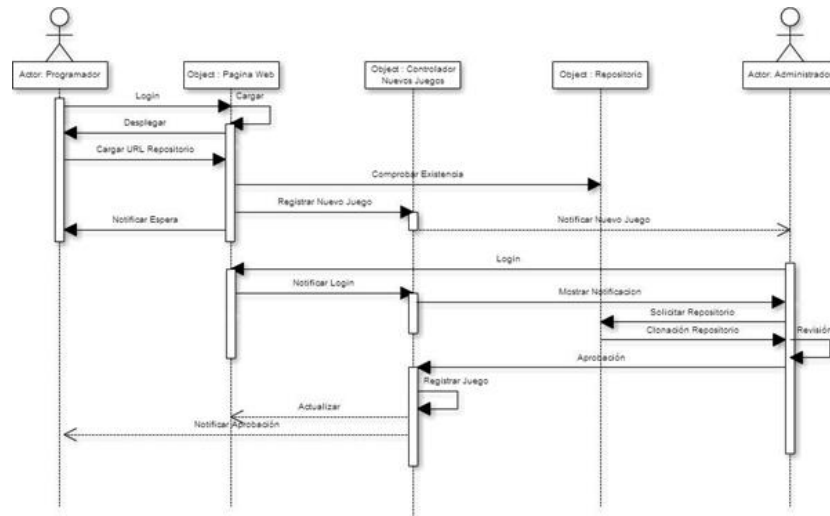 Actor: Programador
Object : Pagina Web
Object : Controlador
Nuevos Juegos
Object : Repositorio
Actor: Administrador
Login
Cargar
Desplegar
Cargar URL Repositorio
Comprobar Existencia
Registrar Nuevo Juego
Notificar Espera
Notificar Nuevo Juego
Login
Notificar Login
Mostrar Notificacion
Solicitar Repositorio
Clonación Repositorio
Revisión
Aprobación
Registrar Juego
Actualizar
Notificar Aprobación